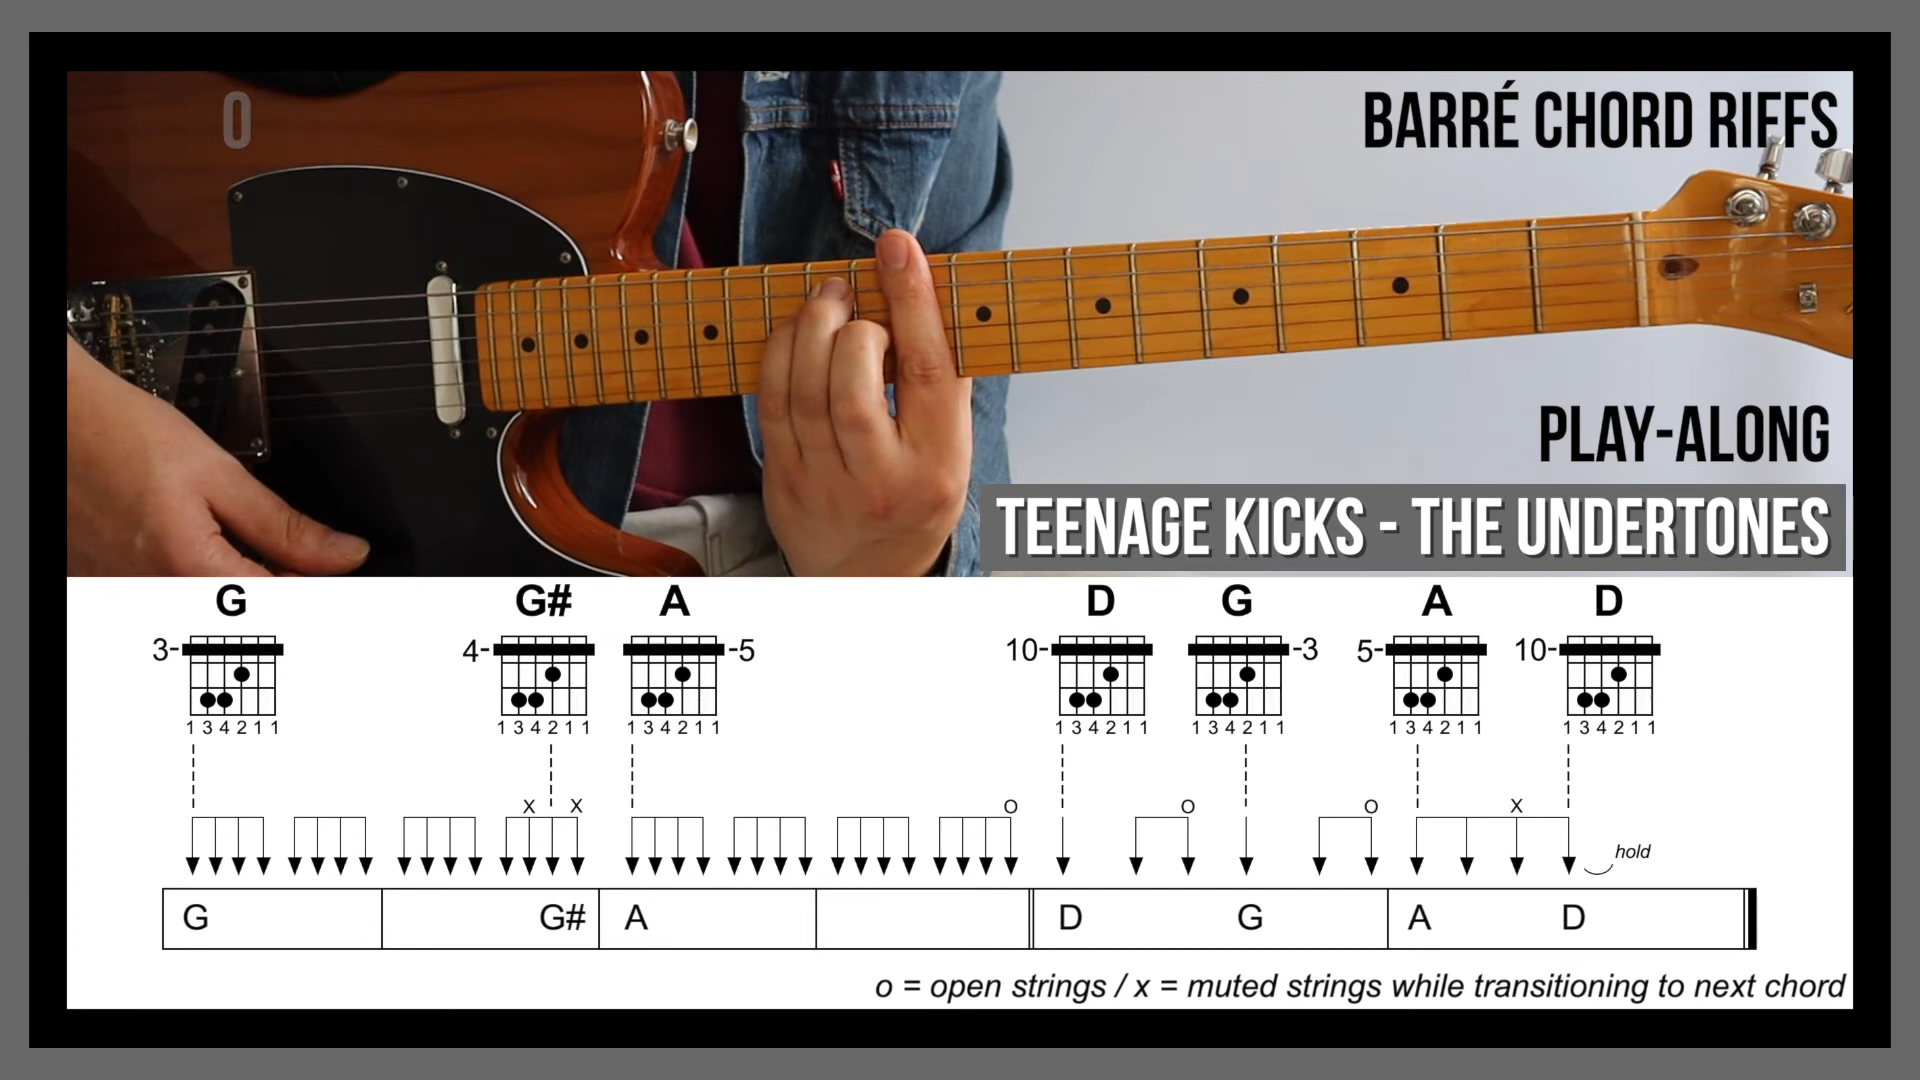 O
BARRÉ CHORD RIFFS
PLAY-ALONG
TEENAGE KICKS - THE UNDERTONES
G G# A D G A D
3- 4- -5 10- -3 5- 10-
1 3 4 2 1 1 1 3 4 2 1 1 1 3 4 2 1 1 1 3 4 2 1 1 1 3 4 2 1 1 1 3 4 2 1 1 1 3 4 2 1 1
X X O O O X
hold
G G# A D G A D
o = open strings / x = muted strings while transitioning to next chord